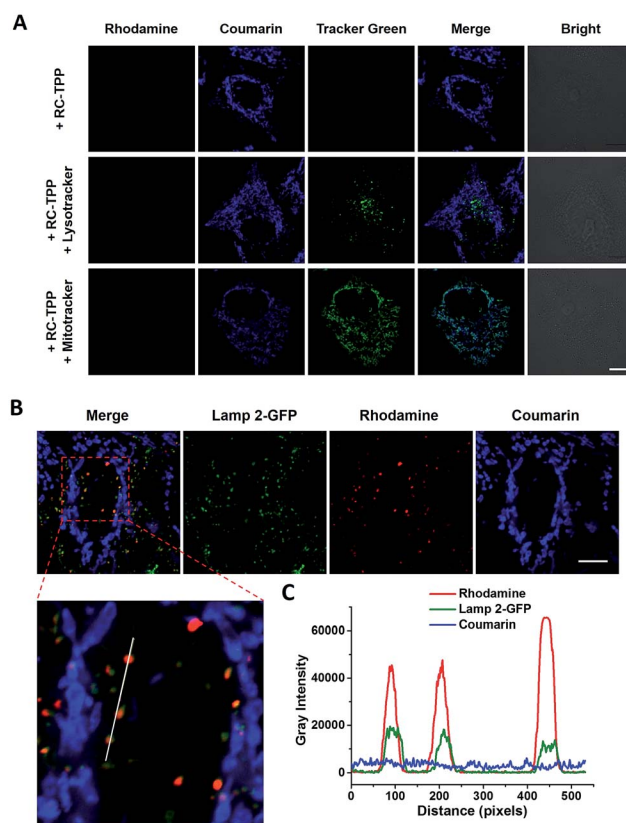 A
Rhodamine Coumarin Tracker Green Merge Bright
+ RC-TPP
+ RC-TPP
+ Lysotracker
+ RC-TPP
+ Mitotracker
B
Merge Lamp 2-GFP Rhodamine Coumarin
C
Rhodamine
Lamp 2-GFP
Coumarin
Gray Intensity
60000
40000
20000
0
0 100 200 300 400 500
Distance (pixels)